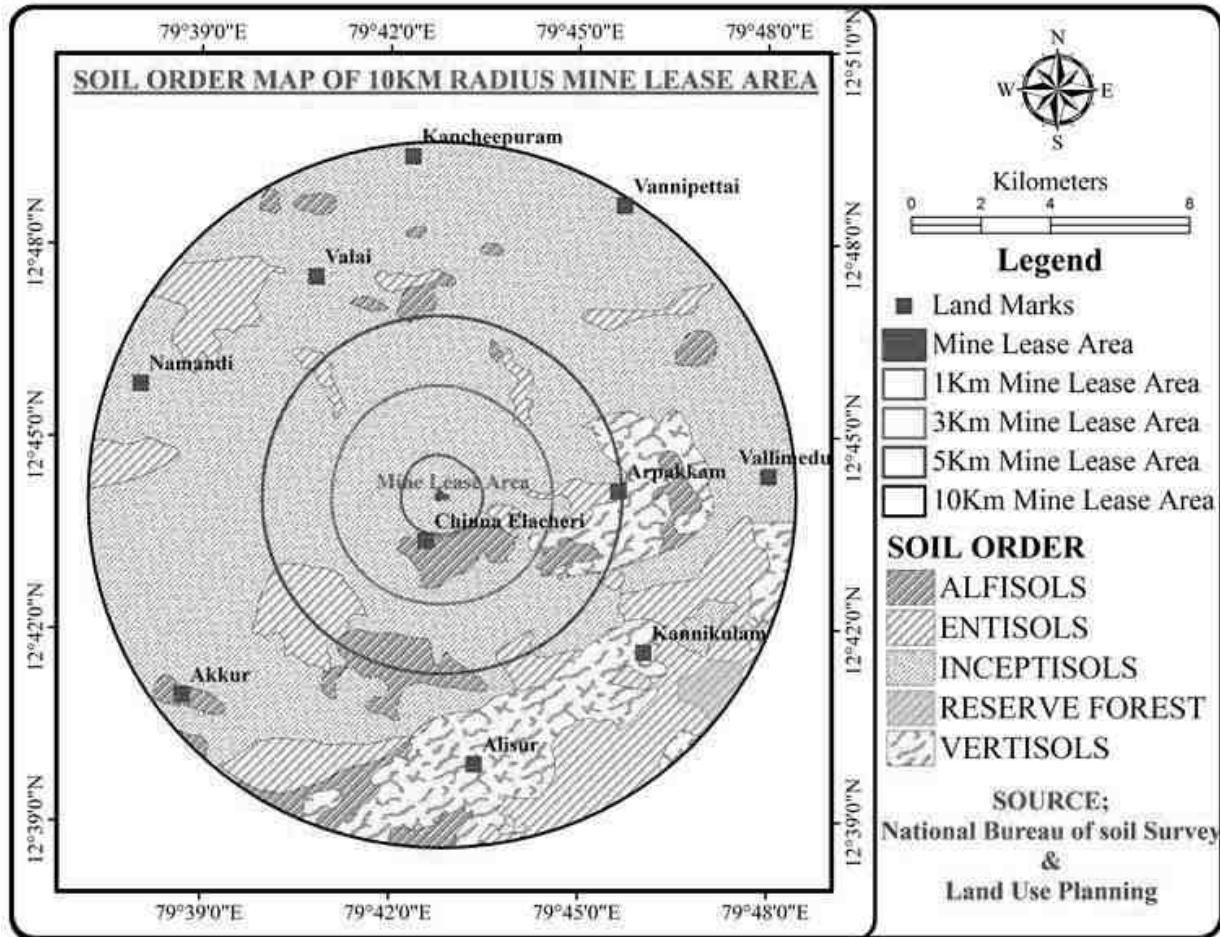 79°39'0"E 79°42'0"E 79°45'0"E 79°48'0"E
12°51'0"N
12°48'0"N
12°45'0"N
12°42'0"N
12°39'0"N
SOIL ORDER MAP OF 10KM RADIUS MINE LEASE AREA
Kancheepuram
Vannipettai
Valai
Namandi
Vallimedu
Arpakkam
Mine Lease Area
Chinna Elacheri
Kannikulam
Akkur
Alisur
12°48'0"N
12°45'0"N
12°42'0"N
12°39'0"N
79°39'0"E 79°42'0"E 79°45'0"E 79°48'0"E
N
W E
S
Kilometers
0 2 4 8
Legend
Land Marks
Mine Lease Area
1Km Mine Lease Area
3Km Mine Lease Area
5Km Mine Lease Area
10Km Mine Lease Area
SOIL ORDER
ALFISOLS
ENTISOLS
INCEPTISOLS
RESERVE FOREST
VERTISOLS
SOURCE;
National Bureau of soil Survey
&
Land Use Planning